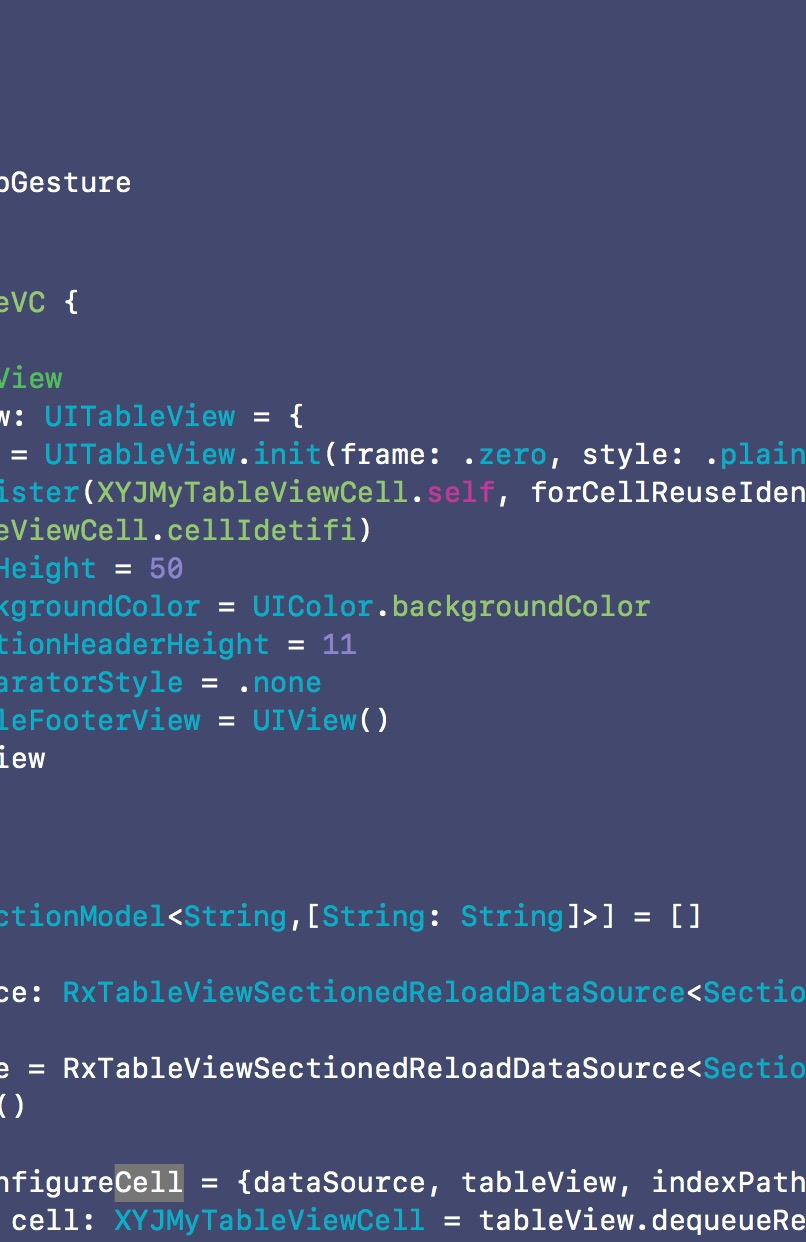 oGesture
eVC {
View
w: UITableView = {
= UITableView.init(frame: .zero, style: .plain
ister(XYJMyTableViewCell.self, forCellReuseIden
eViewCell.cellIdetifi)
Height = 50
kgroundColor = UIColor.backgroundColor
tionHeaderHeight = 11
aratorStyle = .none
leFooterView = UIView()
iew
ctionModel<String,[String: String]>] = []
ce: RxTableViewSectionedReloadDataSource<Sectio
e = RxTableViewSectionedReloadDataSource<Sectio
()
nfigureCell = {dataSource, tableView, indexPath
cell: XYJMyTableViewCell = tableView.dequeueRe